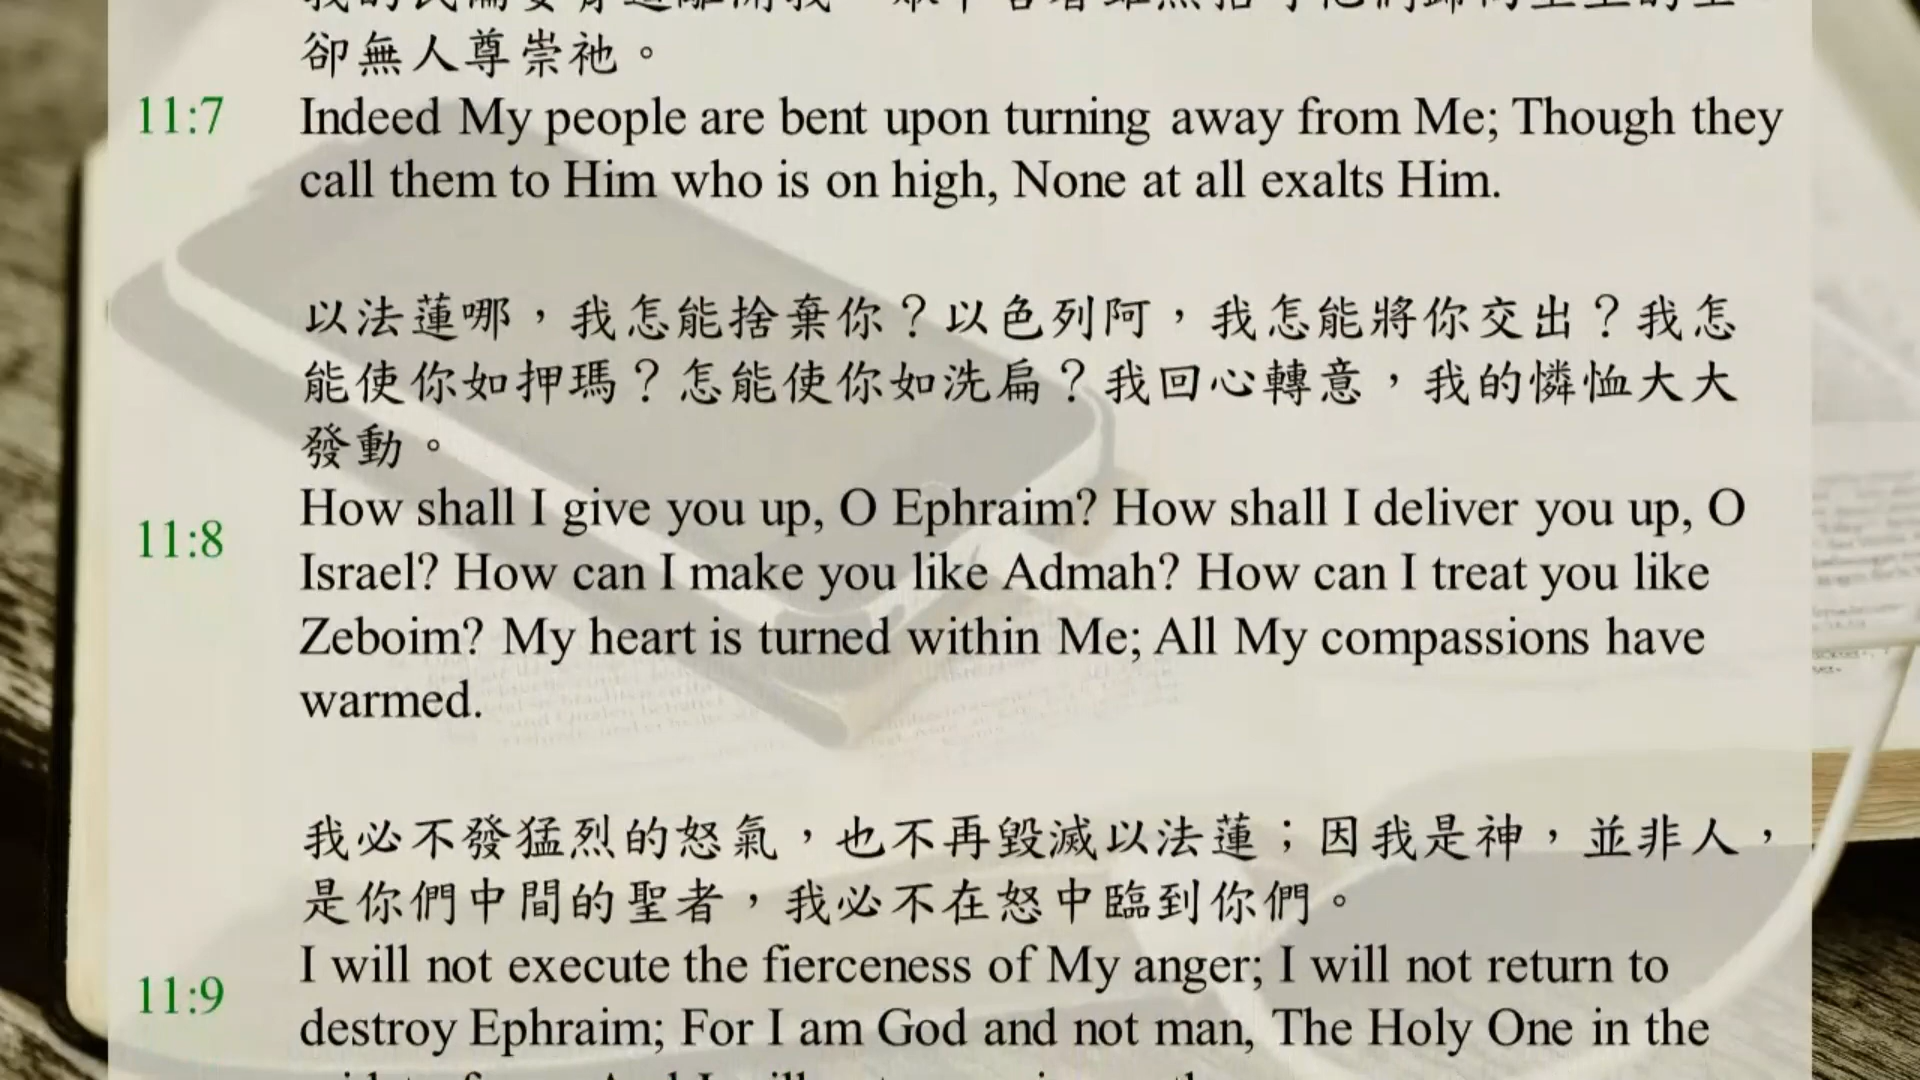 卻無人尊崇祂。
11:7 Indeed My people are bent upon turning away from Me; Though they
call them to Him who is on high, None at all exalts Him.
以法蓮哪，我怎能捨棄你？以色列阿，我怎能將你交出？我怎
能使你如押瑪？怎能使你如洗扁？我回心轉意，我的憐恤大大
發動。
11:8 How shall I give you up, O Ephraim? How shall I deliver you up, O
Israel? How can I make you like Admah? How can I treat you like
Zeboim? My heart is turned within Me; All My compassions have
warmed.
我必不發猛烈的怒氣，也不再毀滅以法蓮；因我是神，並非人，
是你們中間的聖者，我必不在怒中臨到你們。
11:9 I will not execute the fierceness of My anger; I will not return to
destroy Ephraim; For I am God and not man, The Holy One in the